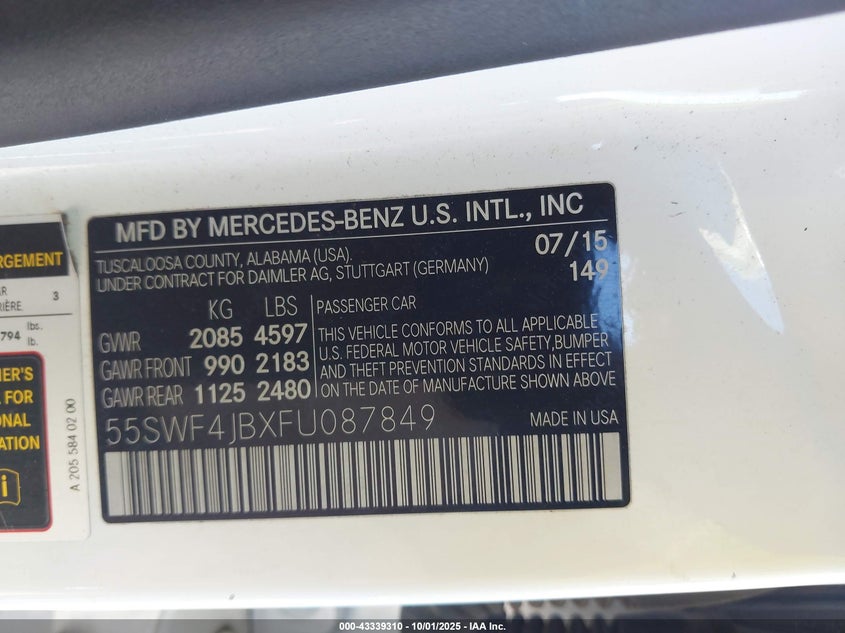 MFD BY MERCEDES-BENZ U.S. INTL., INC
TUSCALOOSA COUNTY, ALABAMA (USA).
UNDER CONTRACT FOR DAIMLER AG, STUTTGART (GERMANY)
07/15
149
KG LBS
GVWR 2085 4597
GAWR FRONT 990 2183
GAWR REAR 1125 2480
PASSENGER CAR
THIS VEHICLE CONFORMS TO ALL APPLICABLE
U.S. FEDERAL MOTOR VEHICLE SAFETY,BUMPER
AND THEFT PREVENTION STANDARDS IN EFFECT
ON THE DATE OF MANUFACTURE SHOWN ABOVE
55SWF4JBXFU087849
MADE IN USA
3
794 lbs.
lb.
FOR
A 205 584 02 00
000-43339310 - 10/01/2025 - IAA Inc.